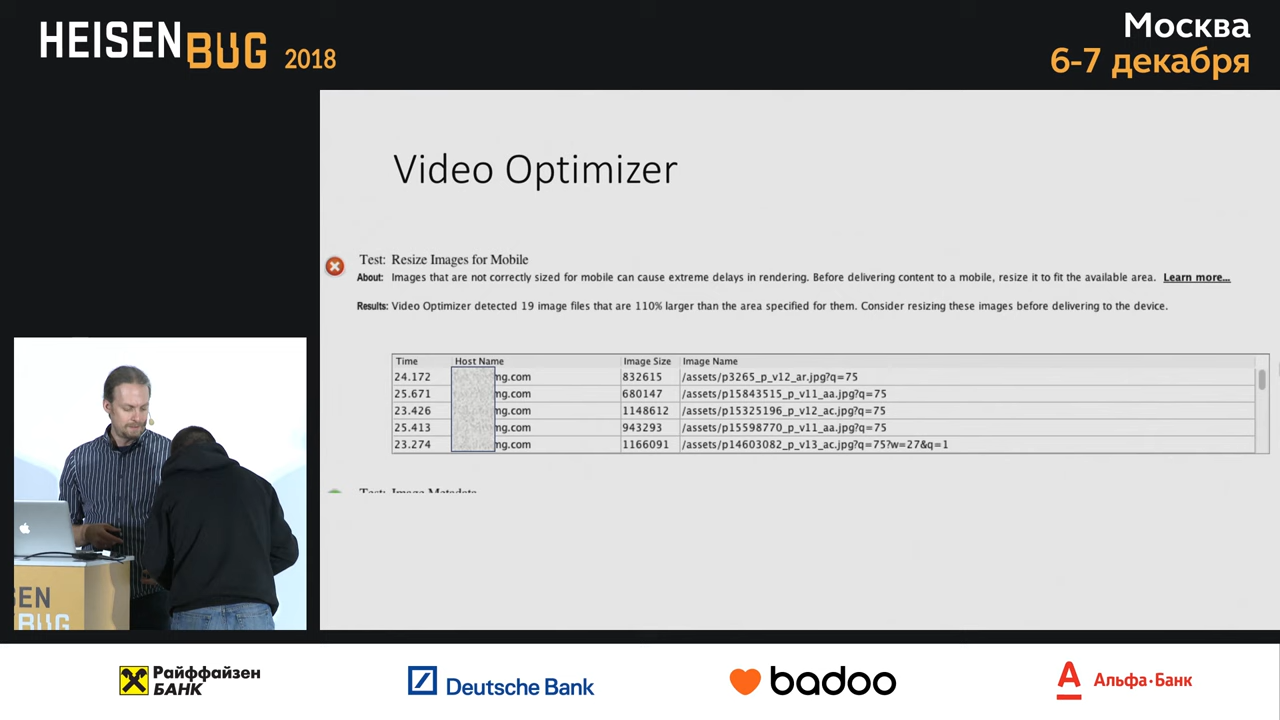 HEISENBUG 2018
Москва
6-7 декабря
Video Optimizer
Test: Resize Images for Mobile
About: Images that are not correctly sized for mobile can cause extreme delays in rendering. Before delivering content to a mobile, resize it to fit the available area. Learn more...
Results: Video Optimizer detected 19 image files that are 110% larger than the area specified for them. Consider resizing these images before delivering to the device.
Time Host Name Image Size Image Name
24.172 ng.com 832615 /assets/p3265_p_v12_ar.jpg?q=75
25.671 ng.com 680147 /assets/p15843515_p_v11_aa.jpg?q=75
23.426 ng.com 1148612 /assets/p15325196_p_v12_ac.jpg?q=75
25.413 ng.com 943293 /assets/p15598770_p_v11_aa.jpg?q=75
23.274 ng.com 1166091 /assets/p14603082_p_v13_ac.jpg?q=75?w=27&q=1
Test: Image Metadata
SEN
BUG
Райффайзен
БАНК
Deutsche Bank
badoo
Альфа·Банк